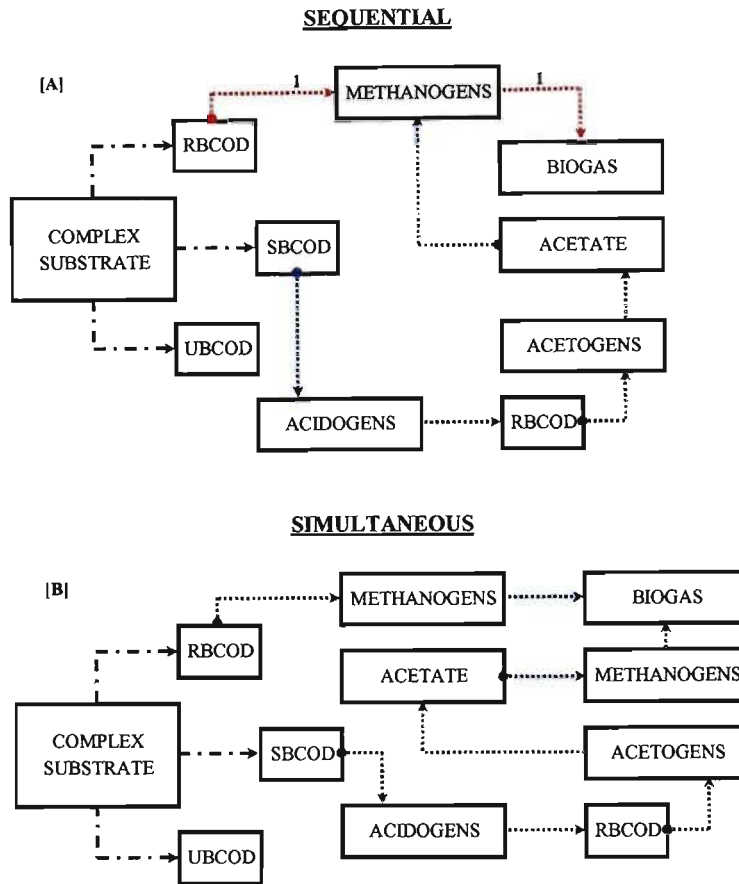 SEQUENTIAL
[A]
1
METHANOGENS
1
RBCOD
BIOGAS
COMPLEX
SUBSTRATE
SBCOD
ACETATE
UBCOD
ACETOGENS
ACIDOGENS
RBCOD
SIMULTANEOUS
[B]
METHANOGENS
BIOGAS
RBCOD
ACETATE
METHANOGENS
COMPLEX
SUBSTRATE
SBCOD
ACETOGENS
ACIDOGENS
RBCOD
UBCOD